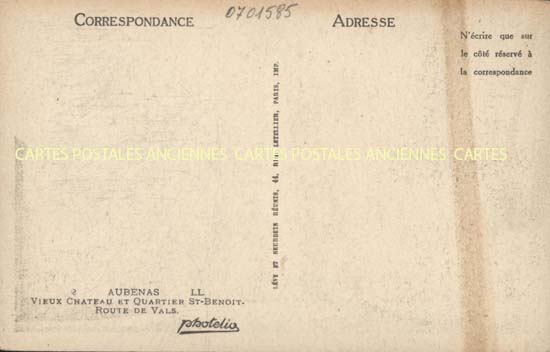 CORRESPONDANCE
0701585
ADRESSE
N'écrire que sur
le côté réservé à
la correspondance
LÉVY ET NEURDEIN RÉUNIS, 44, RUE LETELLIER, PARIS, IMP.
CARTES POSTALES ANCIENNES CARTES POSTALES ANCIENNES CARTES
AUBENAS LL
VIEUX CHATEAU ET QUARTIER ST-BENOIT.
ROUTE DE VALS.
photelio